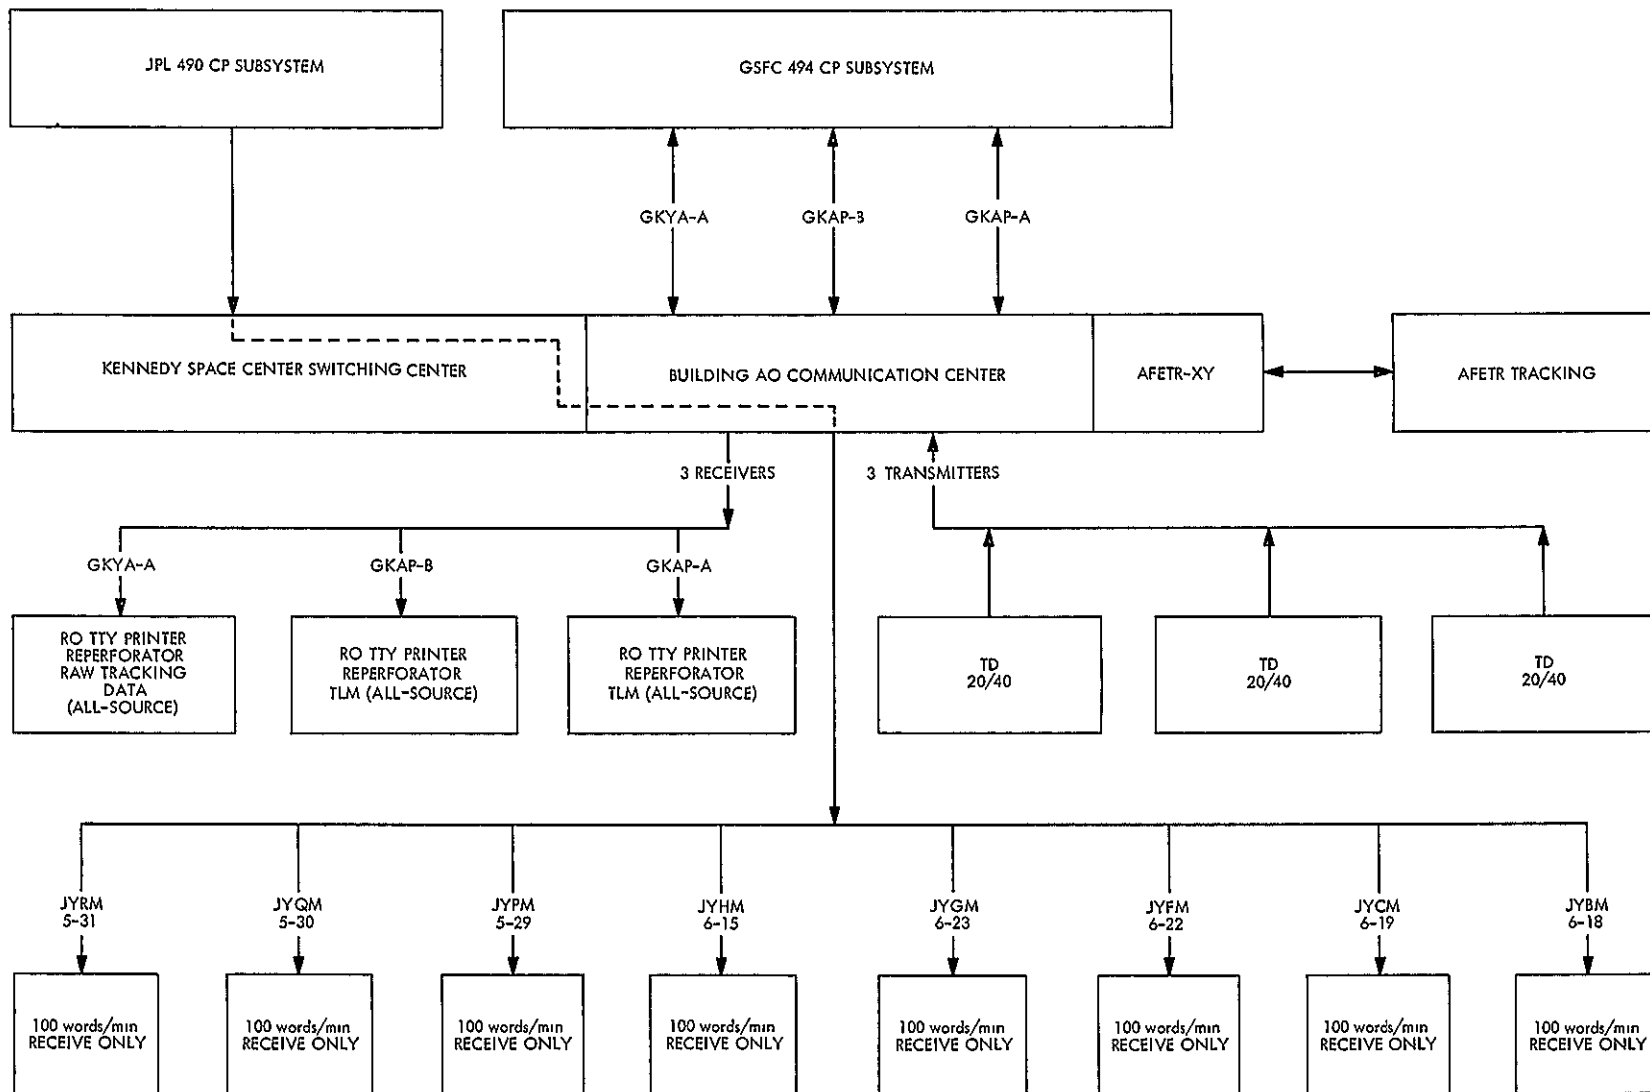 JPL 490 CP SUBSYSTEM
GSFC 494 CP SUBSYSTEM
GKYA-A
GKAP-B
GKAP-A
KENNEDY SPACE CENTER SWITCHING CENTER
BUILDING AO COMMUNICATION CENTER
AFETR-XY
AFETR TRACKING
3 RECEIVERS
3 TRANSMITTERS
GKYA-A
GKAP-B
GKAP-A
RO TTY PRINTER
REPERFORATOR
RAW TRACKING
DATA
(ALL-SOURCE)
RO TTY PRINTER
REPERFORATOR
TLM (ALL-SOURCE)
RO TTY PRINTER
REPERFORATOR
TLM (ALL-SOURCE)
TD
20/40
TD
20/40
TD
20/40
JYRM
5-31
JYQM
5-30
JYPM
5-29
JYHM
6-15
JYGM
6-23
JYFM
6-22
JYCM
6-19
JYBM
6-18
100 words/min
RECEIVE ONLY
100 words/min
RECEIVE ONLY
100 words/min
RECEIVE ONLY
100 words/min
RECEIVE ONLY
100 words/min
RECEIVE ONLY
100 words/min
RECEIVE ONLY
100 words/min
RECEIVE ONLY
100 words/min
RECEIVE ONLY